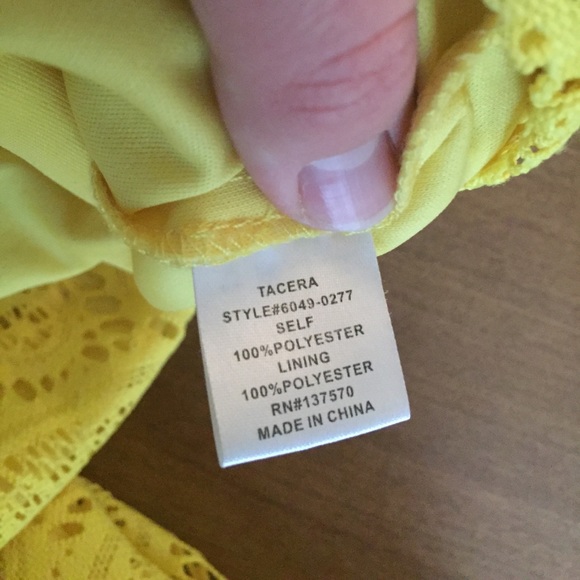 TACERA
STYLE#6049-0277
SELF
100%POLYESTER
LINING
100%POLYESTER
RN#137570
MADE IN CHINA